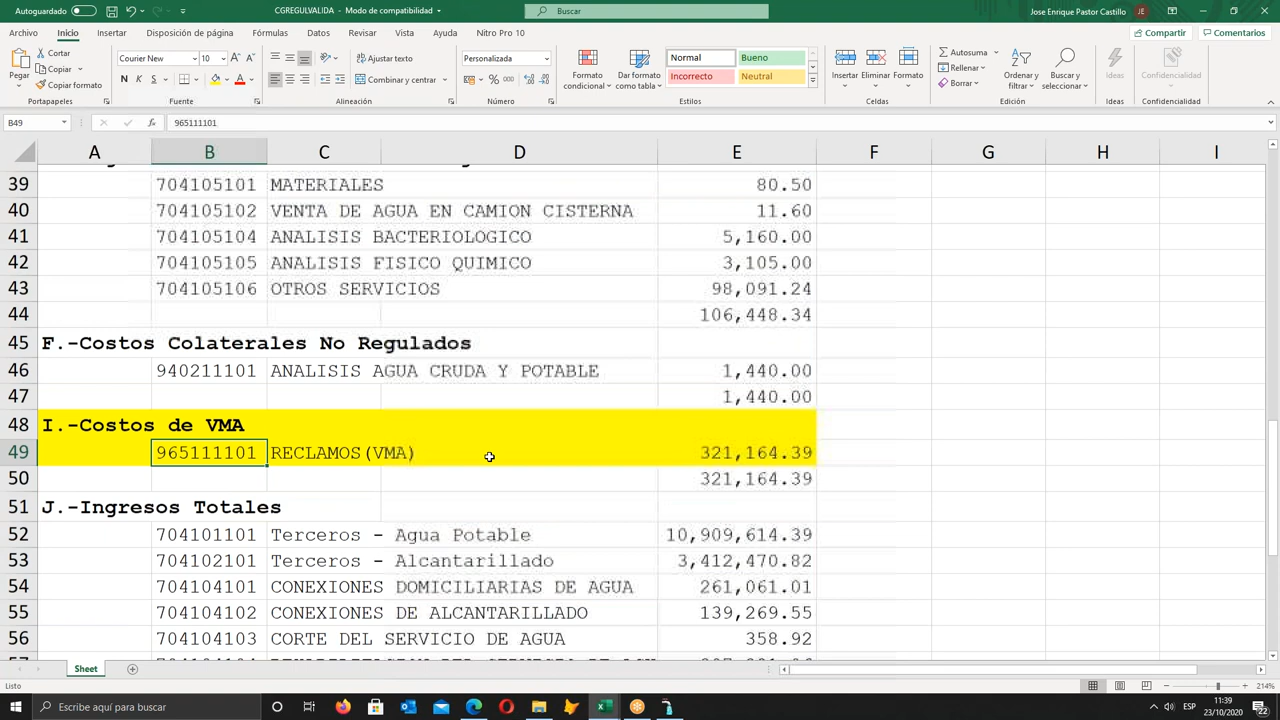 Autoguardado
CGREGULVALIDA - Modo de compatibilidad
Buscar
Jose Enrique Pastor Castillo
JE
Archivo Inicio Insertar Disposición de página Fórmulas Datos Revisar Vista Ayuda Nitro Pro 10
Compartir Comentarios
Pegar
Cortar
Copiar
Copiar formato
Portapapeles
Courier New 10
N K S
Fuente
Ajustar texto
Combinar y centrar
Alineación
Personalizada
% 000
Número
Formato condicional
Dar formato como tabla
Normal Bueno
Incorrecto Neutral
Estilos
Insertar Eliminar Formato
Celdas
Autosuma
Rellenar
Borrar
Ordenar y filtrar
Buscar y seleccionar
Edición
Ideas
Ideas
Confidencialidad
Confidencialidad
B49 fx 965111101
A B C D E F G H I
39 704105101 MATERIALES 80.50
40 704105102 VENTA DE AGUA EN CAMION CISTERNA 11.60
41 704105104 ANALISIS BACTERIOLOGICO 5,160.00
42 704105105 ANALISIS FISICO QUIMICO 3,105.00
43 704105106 OTROS SERVICIOS 98,091.24
44 106,448.34
45 F.-Costos Colaterales No Regulados
46 940211101 ANALISIS AGUA CRUDA Y POTABLE 1,440.00
47 1,440.00
48 I.-Costos de VMA
49 965111101 RECLAMOS(VMA) 321,164.39
50 321,164.39
51 J.-Ingresos Totales
52 704101101 Terceros - Agua Potable 10,909,614.39
53 704102101 Terceros - Alcantarillado 3,412,470.82
54 704104101 CONEXIONES DOMICILIARIAS DE AGUA 261,061.01
55 704104102 CONEXIONES DE ALCANTARILLADO 139,269.55
56 704104103 CORTE DEL SERVICIO DE AGUA 358.92
Sheet
Listo
214%
Escribe aquí para buscar
ESP
11:39
23/10/2020
22